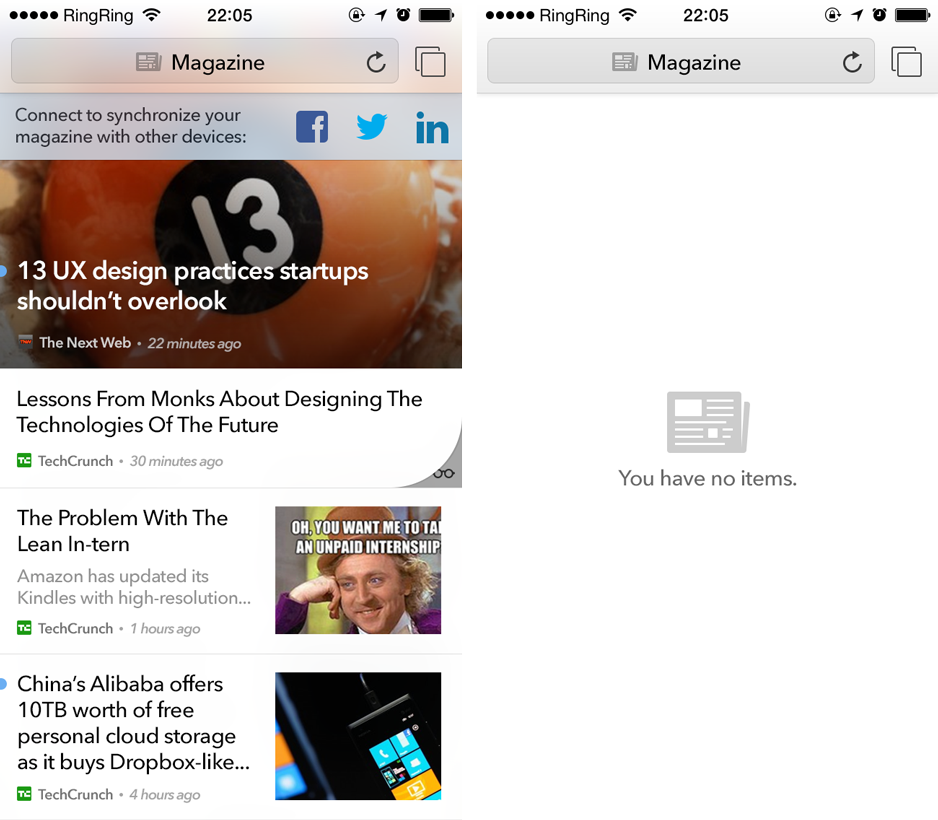 RingRing
22:05
Magazine
Connect to synchronize your
magazine with other devices:
f
in
13
13 UX design practices startups
shouldn't overlook
The Next Web • 22 minutes ago
Lessons From Monks About Designing The
Technologies Of The Future
TechCrunch • 30 minutes ago
The Problem With The
Lean In-tern
Amazon has updated its
Kindles with high-resolution...
OH, YOU WANT ME TO TA
AN UNPAID INTERNSHIP
TechCrunch • 1 hours ago
China's Alibaba offers
10TB worth of free
personal cloud storage
as it buys Dropbox-like...
TechCrunch • 4 hours ago
RingRing
22:05
Magazine
You have no items.